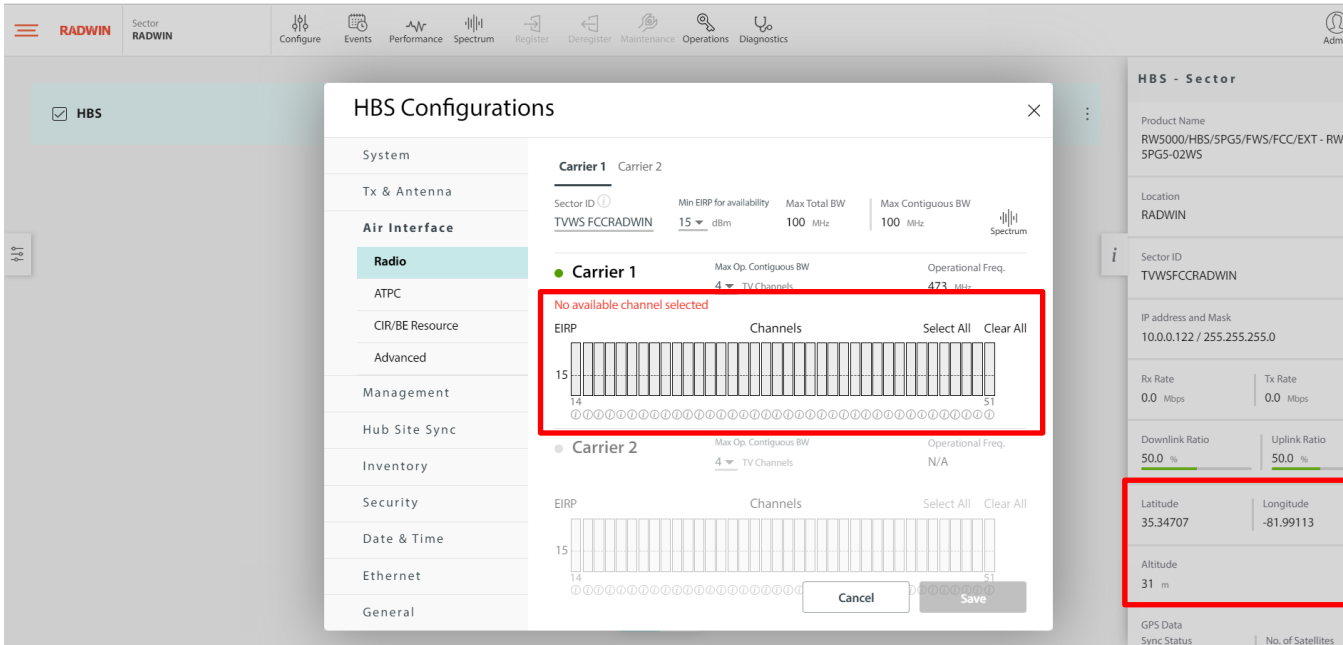 RADWIN
Sector
RADWIN
Configure
Events
Performance
Spectrum
Register
Deregister
Maintenance
Operations
Diagnostics
HBS
HBS Configurations
System
Tx & Antenna
Air Interface
Radio
ATPC
CIR/BE Resource
Advanced
Management
Hub Site Sync
Inventory
Security
Date & Time
Ethernet
General
Carrier 1 Carrier 2
Sector ID i
TVWS FCCRADWIN
Min EIRP for availability
15 dBm
Max Total BW
100 MHz
Max Contiguous BW
100 MHz
Spectrum
Carrier 1
Max Op. Contiguous BW
4 TV Channels
Operational Freq.
473 MHz
No available channel selected
EIRP Channels Select All Clear All
15
14 51
Carrier 2
Max Op. Contiguous BW
4 TV Channels
Operational Freq.
N/A
EIRP Channels Select All Clear All
15
14 51
Cancel Save
i
HBS - Sector
Product Name
RW5000/HBS/5PG5/FWS/FCC/EXT - RW
5PG5-02WS
Location
RADWIN
Sector ID
TVWSFCCRADWIN
IP address and Mask
10.0.0.122 / 255.255.255.0
Rx Rate Tx Rate
0.0 Mbps 0.0 Mbps
Downlink Ratio Uplink Ratio
50.0 % 50.0 %
Latitude Longitude
35.34707 -81.99113
Altitude
31 m
GPS Data
Sync Status No. of Satellites